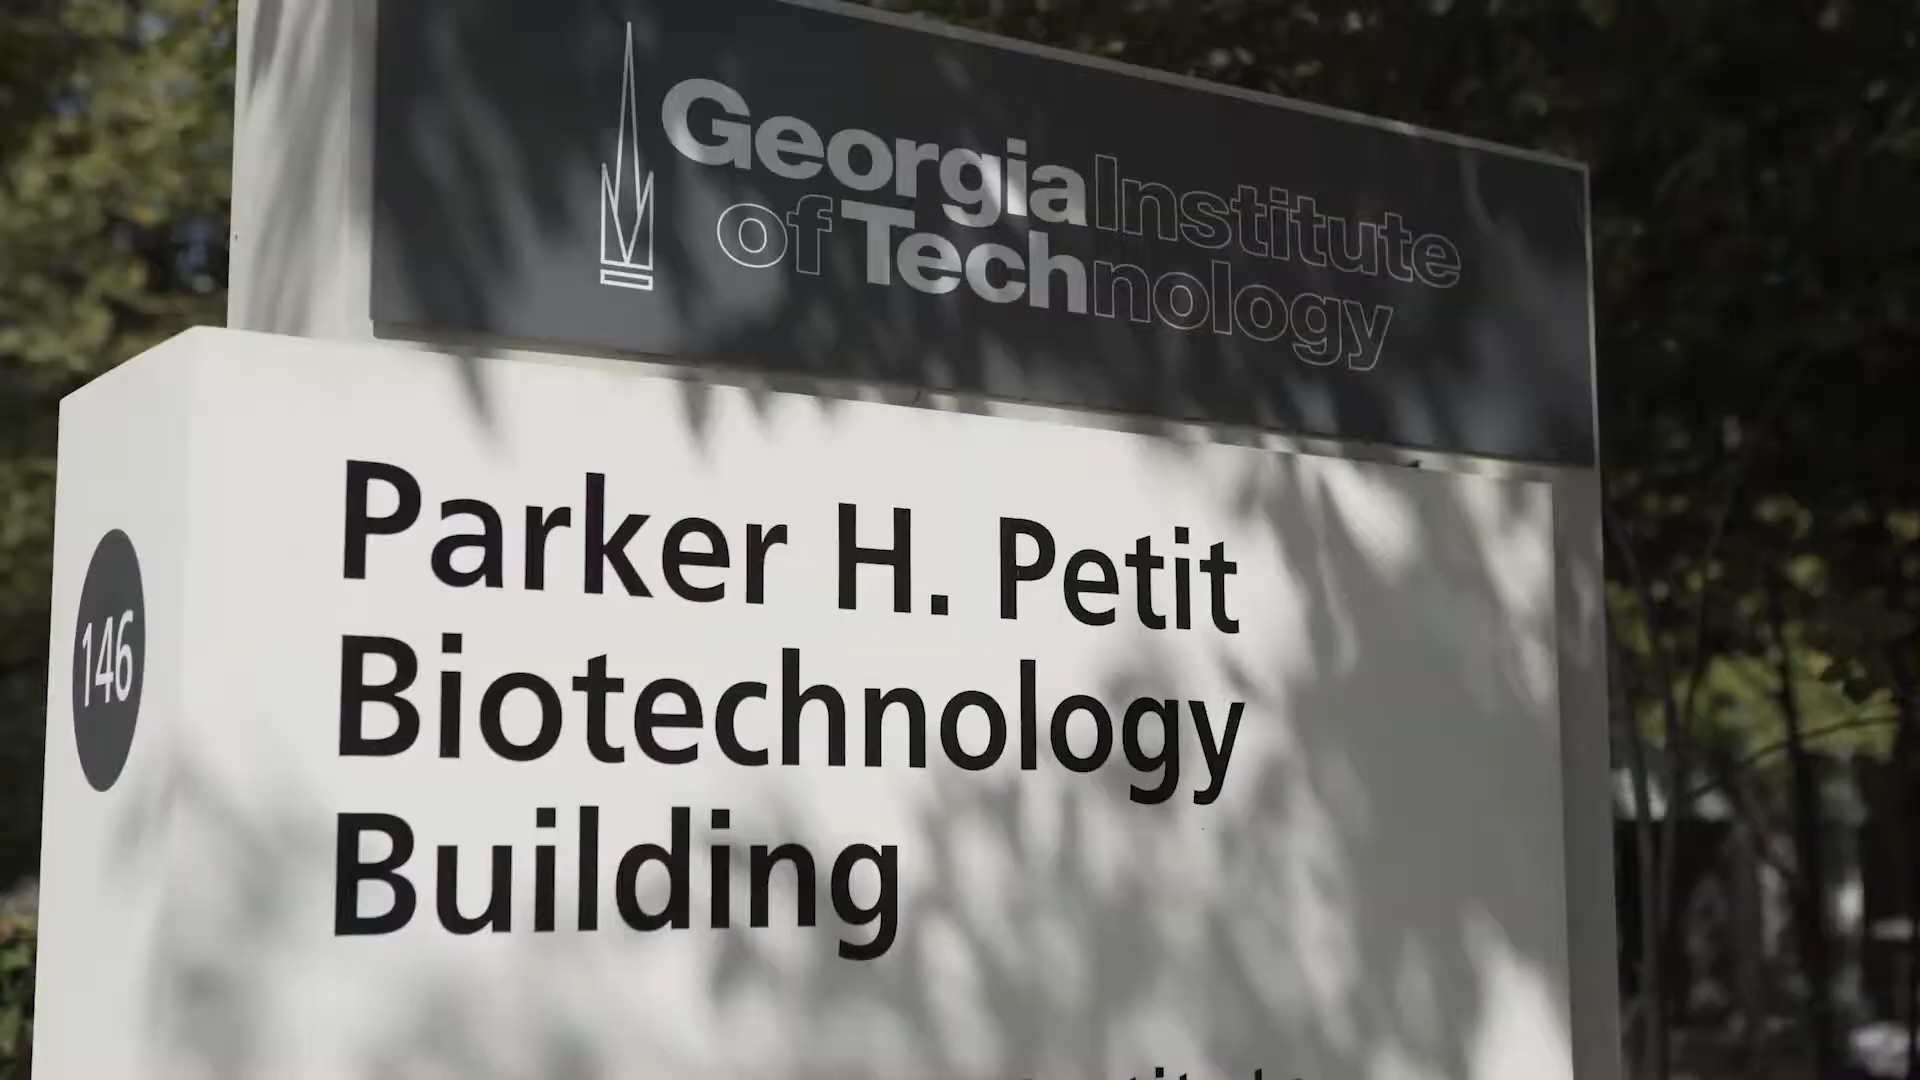 Georgia Institute
of Technology
146
Parker H. Petit
Biotechnology
Building